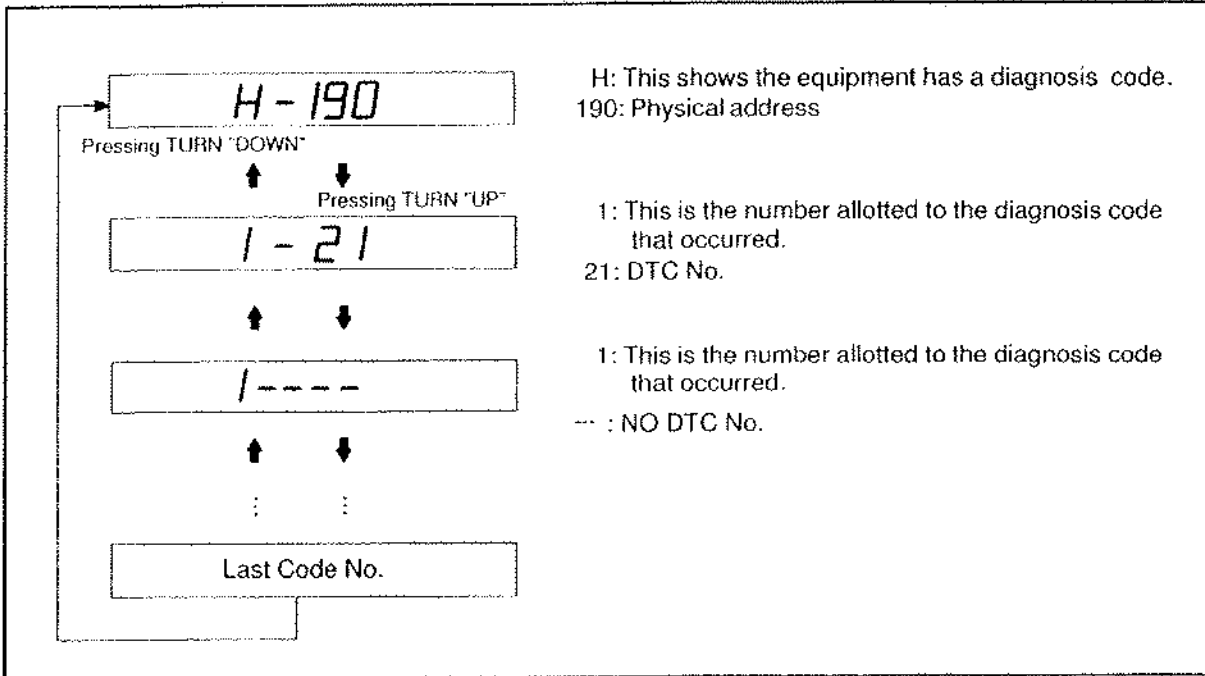 H-190
H: This shows the equipment has a diagnosis code.
190: Physical address
Pressing TURN "DOWN"
Pressing TURN "UP"
1-21
1: This is the number allotted to the diagnosis code
that occurred.
21: DTC No.
1----
1: This is the number allotted to the diagnosis code
that occurred.
--- : NO DTC No.
Last Code No.